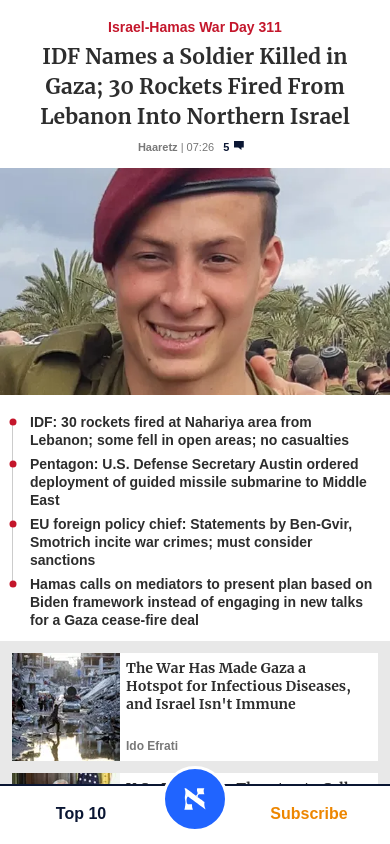 Israel-Hamas War Day 311
IDF Names a Soldier Killed in
Gaza; 30 Rockets Fired From
Lebanon Into Northern Israel
Haaretz | 07:26 5
IDF: 30 rockets fired at Nahariya area from
Lebanon; some fell in open areas; no casualties
Pentagon: U.S. Defense Secretary Austin ordered
deployment of guided missile submarine to Middle
East
EU foreign policy chief: Statements by Ben-Gvir,
Smotrich incite war crimes; must consider
sanctions
Hamas calls on mediators to present plan based on
Biden framework instead of engaging in new talks
for a Gaza cease-fire deal
The War Has Made Gaza a
Hotspot for Infectious Diseases,
and Israel Isn't Immune
Ido Efrati
Top 10
א
Subscribe